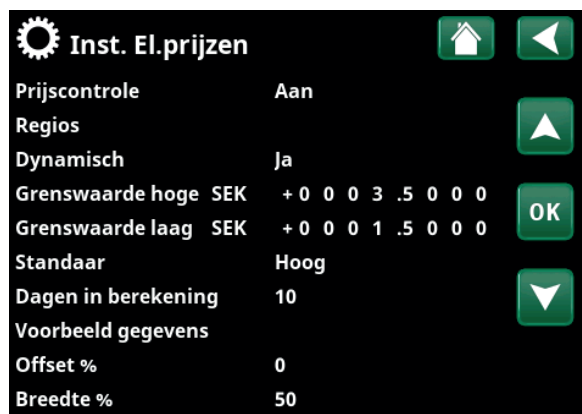 Inst. El.prijzen
Prijscontrole Aan
Regios
Dynamisch Ja
Grenswaarde hoge SEK +0 0 0 3 .5 0 0 0
Grenswaarde laag SEK +0 0 0 1 .5 0 0 0
OK
Standaar Hoog
Dagen in berekening 10
Voorbeeld gegevens
Offset % 0
Breedte % 50